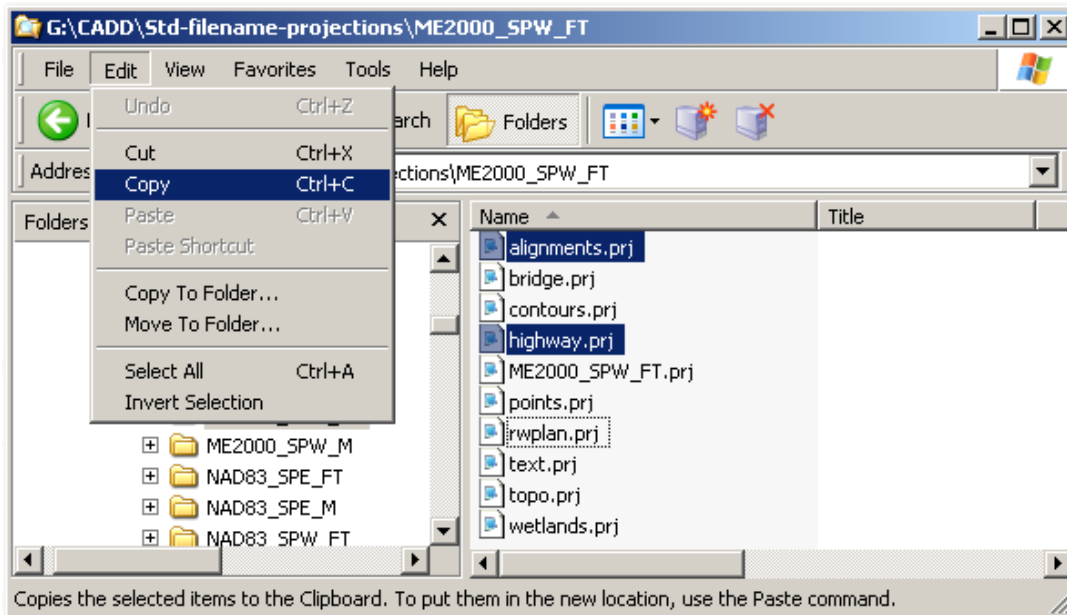 G:\CADD\Std-filename-projections\ME2000_SPW_FT
File Edit View Favorites Tools Help
Undo Ctrl+Z
arch Folders
Cut Ctrl+X
Addres ctions\ME2000_SPW_FT
Copy Ctrl+C
Paste Ctrl+V
Paste Shortcut
Copy To Folder...
Move To Folder...
Select All Ctrl+A
Invert Selection
Folders
ME2000_SPW_M
NAD83_SPE_FT
NAD83_SPE_M
NAD83_SPW_FT
Name Title
alignments.prj
bridge.prj
contours.prj
highway.prj
ME2000_SPW_FT.prj
points.prj
rwplan.prj
text.prj
topo.prj
wetlands.prj
Copies the selected items to the Clipboard. To put them in the new location, use the Paste command.